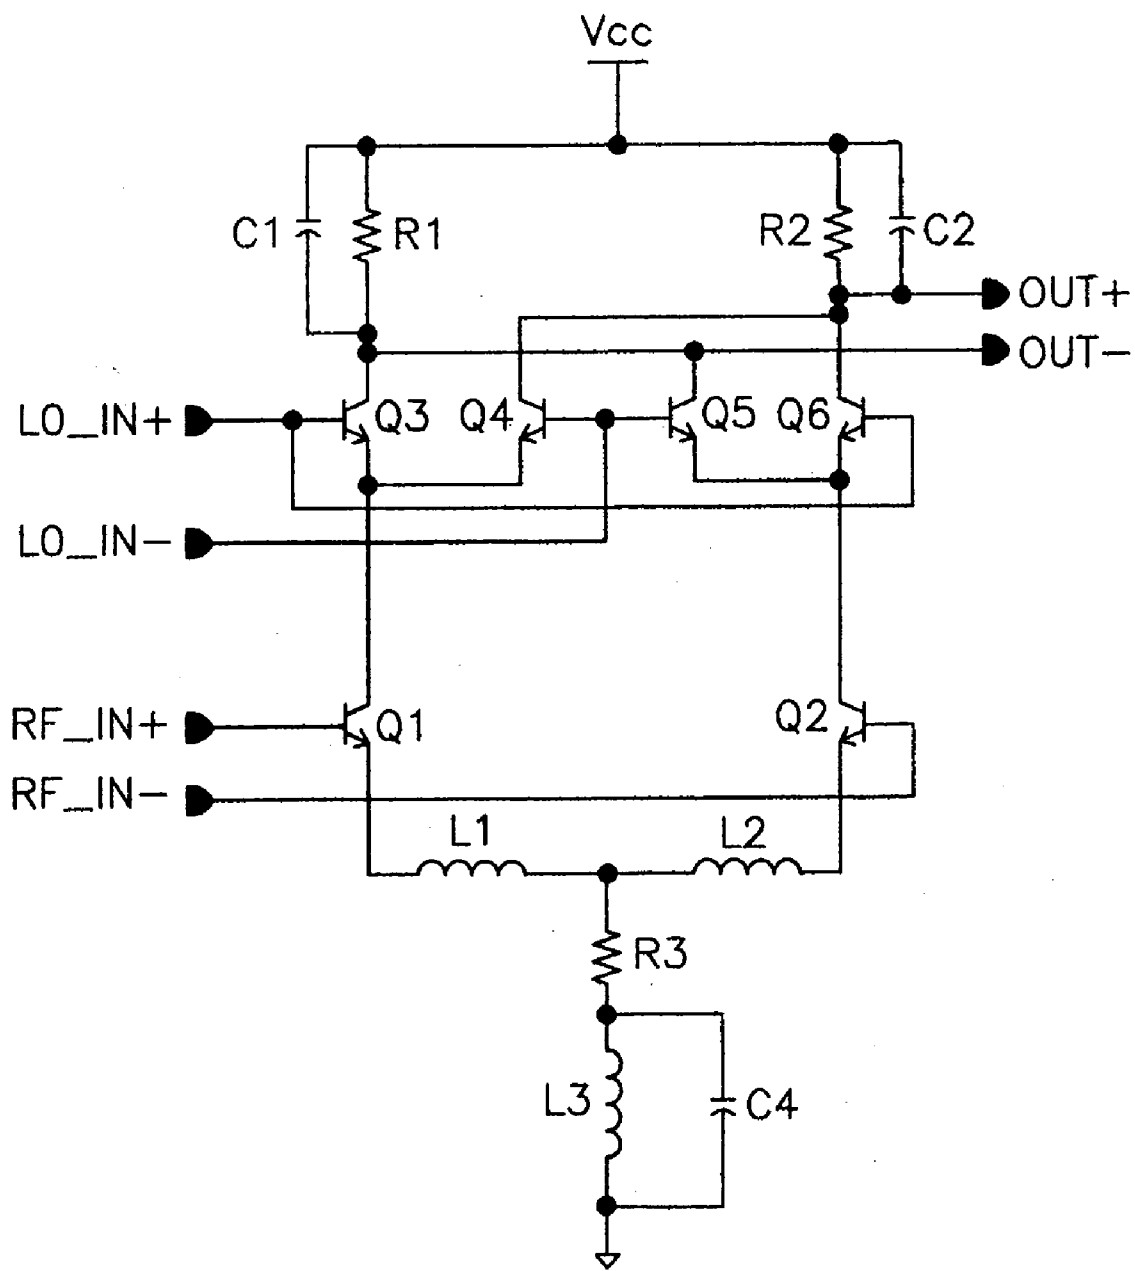 Vcc
C1
R1
R2
C2
OUT+
OUT-
LO_IN+
Q3
Q4
Q5
Q6
LO_IN-
RF_IN+
Q1
Q2
RF_IN-
L1
L2
R3
L3
C4